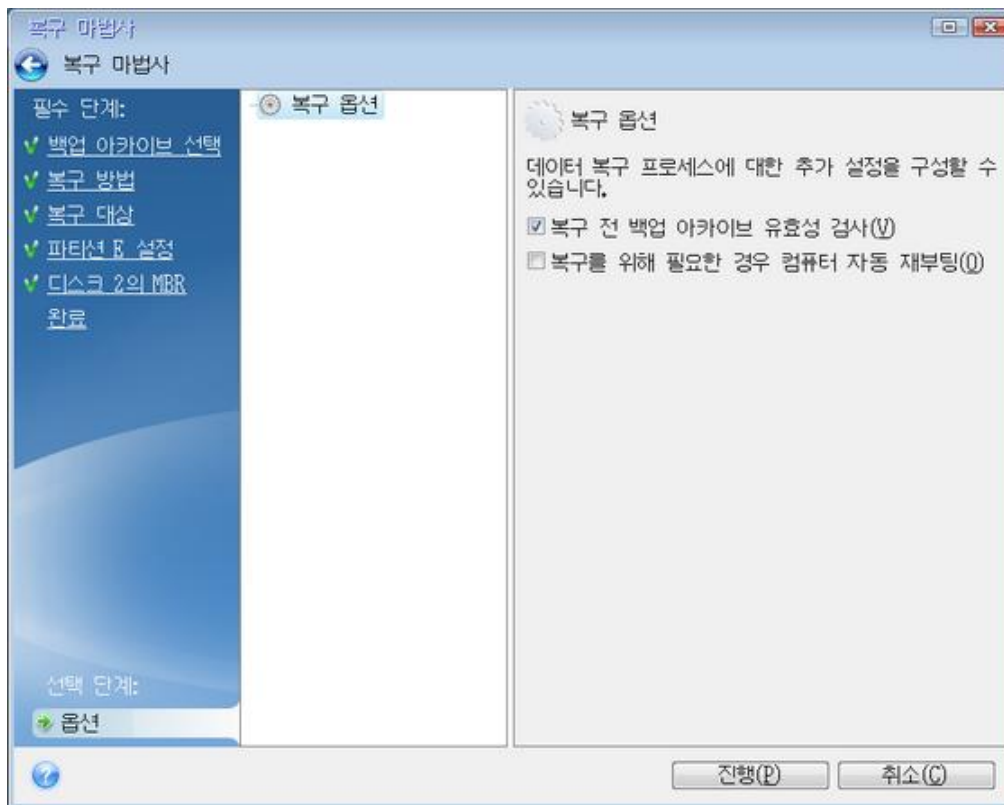 복구 마법사
복구 마법사
필수 단계:
백업 아카이브 선택
복구 방법
복구 대상
파티션 E 설정
디스크 2의 MBR
완료
선택 단계:
옵션
복구 옵션
복구 옵션
데이터 복구 프로세스에 대한 추가 설정을 구성할 수
있습니다.
복구 전 백업 아카이브 유효성 검사(V)
복구를 위해 필요한 경우 컴퓨터 자동 재부팅(O)
진행(P)
취소(C)